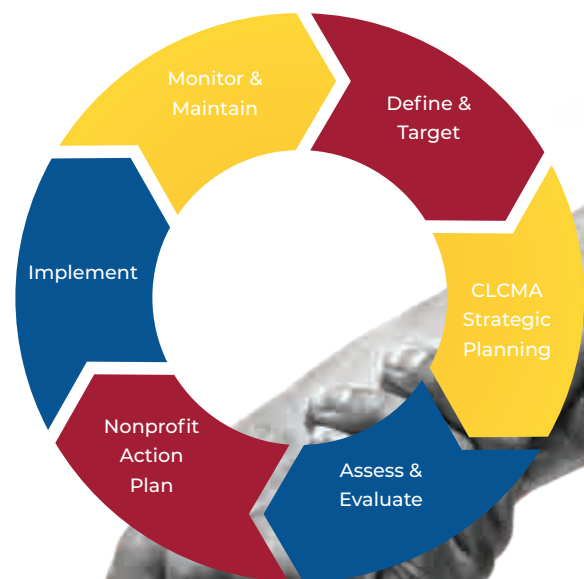 Monitor &
Maintain
Define &
Target
CLCMA
Strategic
Planning
Assess &
Evaluate
Nonprofit
Action
Plan
Implement